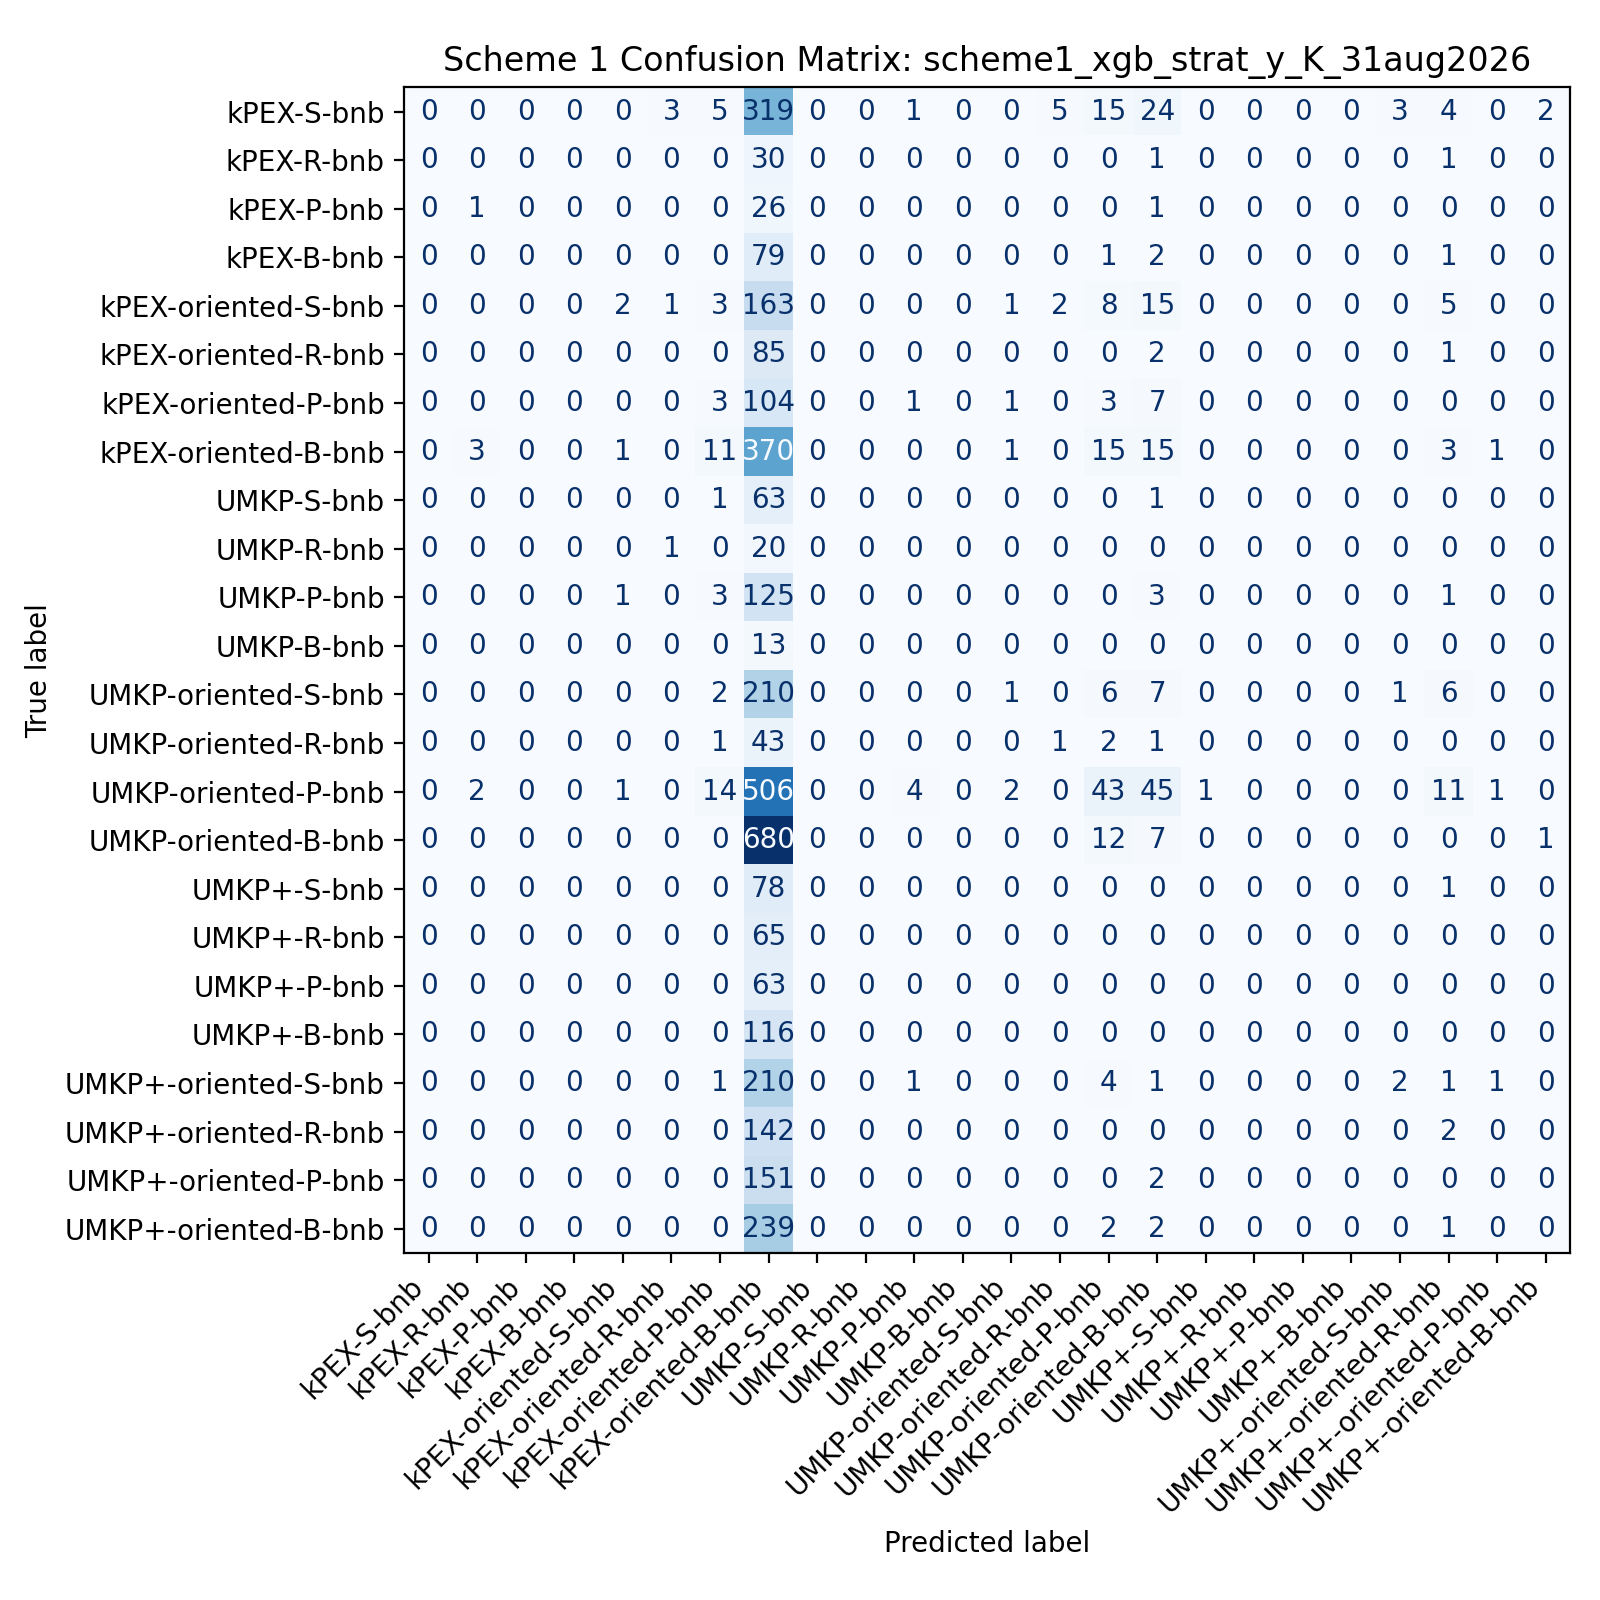 Scheme 1 Confusion Matrix: scheme1_xgb_strat_y_K_31aug2026
kPEX-S-bnb 0 0 0 0 0 3 5 319 0 0 1 0 0 5 15 24 0 0 0 0 3 4 0 2
kPEX-R-bnb 0 0 0 0 0 0 0 30 0 0 0 0 0 0 0 1 0 0 0 0 0 1 0 0
kPEX-P-bnb 0 1 0 0 0 0 0 26 0 0 0 0 0 0 0 1 0 0 0 0 0 0 0 0
kPEX-B-bnb 0 0 0 0 0 0 0 79 0 0 0 0 0 0 1 2 0 0 0 0 0 1 0 0
kPEX-oriented-S-bnb 0 0 0 0 2 1 3 163 0 0 0 0 1 2 8 15 0 0 0 0 0 5 0 0
kPEX-oriented-R-bnb 0 0 0 0 0 0 0 85 0 0 0 0 0 0 0 2 0 0 0 0 0 1 0 0
kPEX-oriented-P-bnb 0 0 0 0 0 0 3 104 0 0 1 0 1 0 3 7 0 0 0 0 0 0 0 0
kPEX-oriented-B-bnb 0 3 0 0 1 0 11 370 0 0 0 0 1 0 15 15 0 0 0 0 0 3 1 0
UMKP-S-bnb 0 0 0 0 0 0 1 63 0 0 0 0 0 0 0 1 0 0 0 0 0 0 0 0
UMKP-R-bnb 0 0 0 0 0 1 0 20 0 0 0 0 0 0 0 0 0 0 0 0 0 0 0 0
UMKP-P-bnb 0 0 0 0 1 0 3 125 0 0 0 0 0 0 0 3 0 0 0 0 0 1 0 0
UMKP-B-bnb 0 0 0 0 0 0 0 13 0 0 0 0 0 0 0 0 0 0 0 0 0 0 0 0
UMKP-oriented-S-bnb 0 0 0 0 0 0 2 210 0 0 0 0 1 0 6 7 0 0 0 0 1 6 0 0
UMKP-oriented-R-bnb 0 0 0 0 0 0 1 43 0 0 0 0 0 1 2 1 0 0 0 0 0 0 0 0
UMKP-oriented-P-bnb 0 2 0 0 1 0 14 506 0 0 4 0 2 0 43 45 1 0 0 0 0 11 1 0
UMKP-oriented-B-bnb 0 0 0 0 0 0 0 680 0 0 0 0 0 0 12 7 0 0 0 0 0 0 0 1
UMKP+-S-bnb 0 0 0 0 0 0 0 78 0 0 0 0 0 0 0 0 0 0 0 0 0 1 0 0
UMKP+-R-bnb 0 0 0 0 0 0 0 65 0 0 0 0 0 0 0 0 0 0 0 0 0 0 0 0
UMKP+-P-bnb 0 0 0 0 0 0 0 63 0 0 0 0 0 0 0 0 0 0 0 0 0 0 0 0
UMKP+-B-bnb 0 0 0 0 0 0 0 116 0 0 0 0 0 0 0 0 0 0 0 0 0 0 0 0
UMKP+-oriented-S-bnb 0 0 0 0 0 0 1 210 0 0 1 0 0 0 4 1 0 0 0 0 2 1 1 0
UMKP+-oriented-R-bnb 0 0 0 0 0 0 0 142 0 0 0 0 0 0 0 0 0 0 0 0 0 2 0 0
UMKP+-oriented-P-bnb 0 0 0 0 0 0 0 151 0 0 0 0 0 0 0 2 0 0 0 0 0 0 0 0
UMKP+-oriented-B-bnb 0 0 0 0 0 0 0 239 0 0 0 0 0 0 2 2 0 0 0 0 0 1 0 0
True label
kPEX-S-bnb
kPEX-R-bnb
kPEX-P-bnb
kPEX-B-bnb
kPEX-oriented-S-bnb
kPEX-oriented-R-bnb
kPEX-oriented-P-bnb
kPEX-oriented-B-bnb
UMKP-S-bnb
UMKP-R-bnb
UMKP-P-bnb
UMKP-B-bnb
UMKP-oriented-S-bnb
UMKP-oriented-R-bnb
UMKP-oriented-P-bnb
UMKP-oriented-B-bnb
UMKP+-S-bnb
UMKP+-R-bnb
UMKP+-P-bnb
UMKP+-B-bnb
UMKP+-oriented-S-bnb
UMKP+-oriented-R-bnb
UMKP+-oriented-P-bnb
UMKP+-oriented-B-bnb
Predicted label